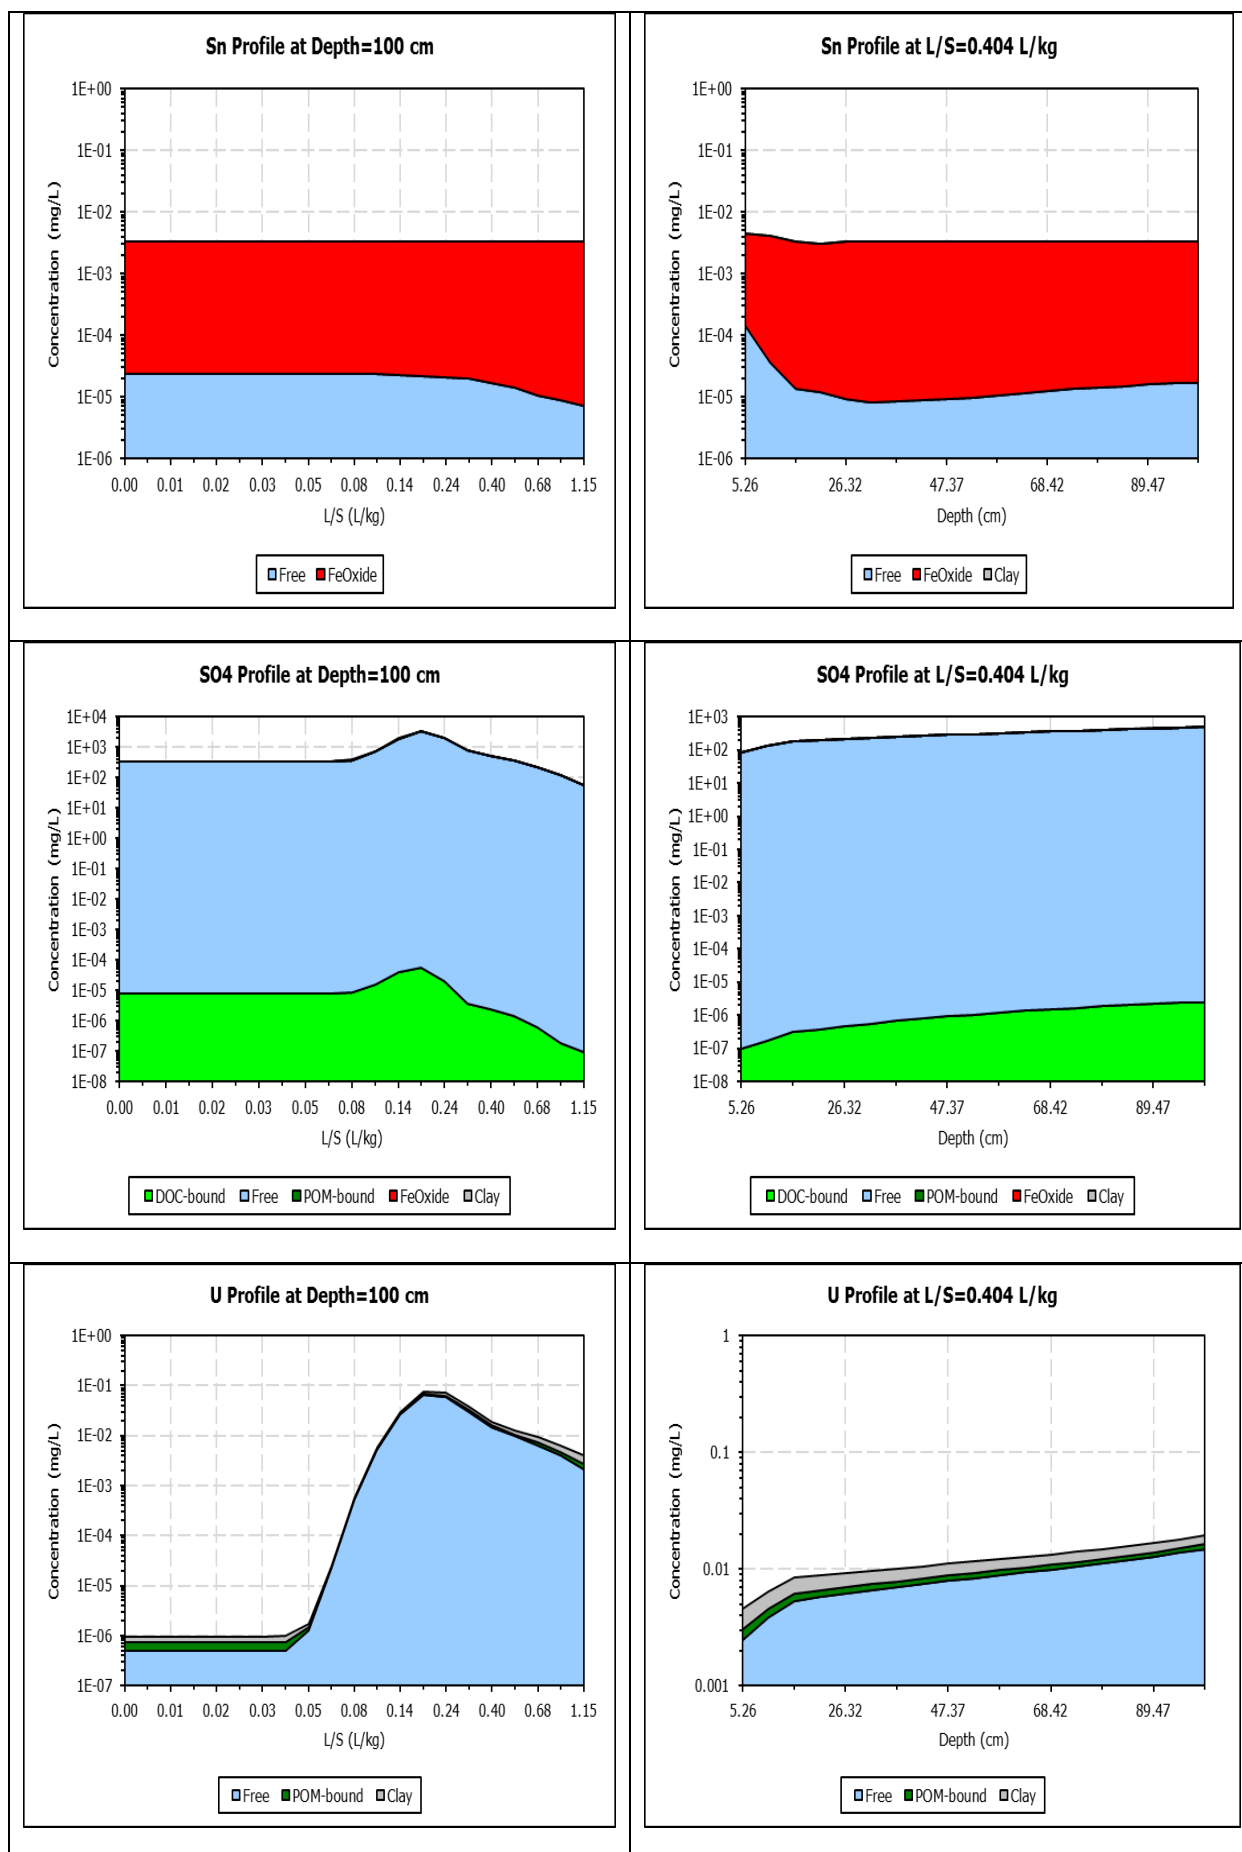 Sn Profile at Depth=100 cm
Concentration (mg/L)
1E+00
1E-01
1E-02
1E-03
1E-04
1E-05
1E-06
0.00 0.01 0.02 0.03 0.05 0.08 0.14 0.24 0.40 0.68 1.15
L/S (L/kg)
Free FeOxide
Sn Profile at L/S=0.404 L/kg
Concentration (mg/L)
1E+00
1E-01
1E-02
1E-03
1E-04
1E-05
1E-06
5.26 26.32 47.37 68.42 89.47
Depth (cm)
Free FeOxide Clay
SO4 Profile at Depth=100 cm
Concentration (mg/L)
1E+04
1E+03
1E+02
1E+01
1E+00
1E-01
1E-02
1E-03
1E-04
1E-05
1E-06
1E-07
1E-08
0.00 0.01 0.02 0.03 0.05 0.08 0.14 0.24 0.40 0.68 1.15
L/S (L/kg)
DOC-bound Free POM-bound FeOxide Clay
SO4 Profile at L/S=0.404 L/kg
Concentration (mg/L)
1E+03
1E+02
1E+01
1E+00
1E-01
1E-02
1E-03
1E-04
1E-05
1E-06
1E-07
1E-08
5.26 26.32 47.37 68.42 89.47
Depth (cm)
DOC-bound Free POM-bound FeOxide Clay
U Profile at Depth=100 cm
Concentration (mg/L)
1E+00
1E-01
1E-02
1E-03
1E-04
1E-05
1E-06
1E-07
0.00 0.01 0.02 0.03 0.05 0.08 0.14 0.24 0.40 0.68 1.15
L/S (L/kg)
Free POM-bound Clay
U Profile at L/S=0.404 L/kg
Concentration (mg/L)
1
0.1
0.01
0.001
5.26 26.32 47.37 68.42 89.47
Depth (cm)
Free POM-bound Clay